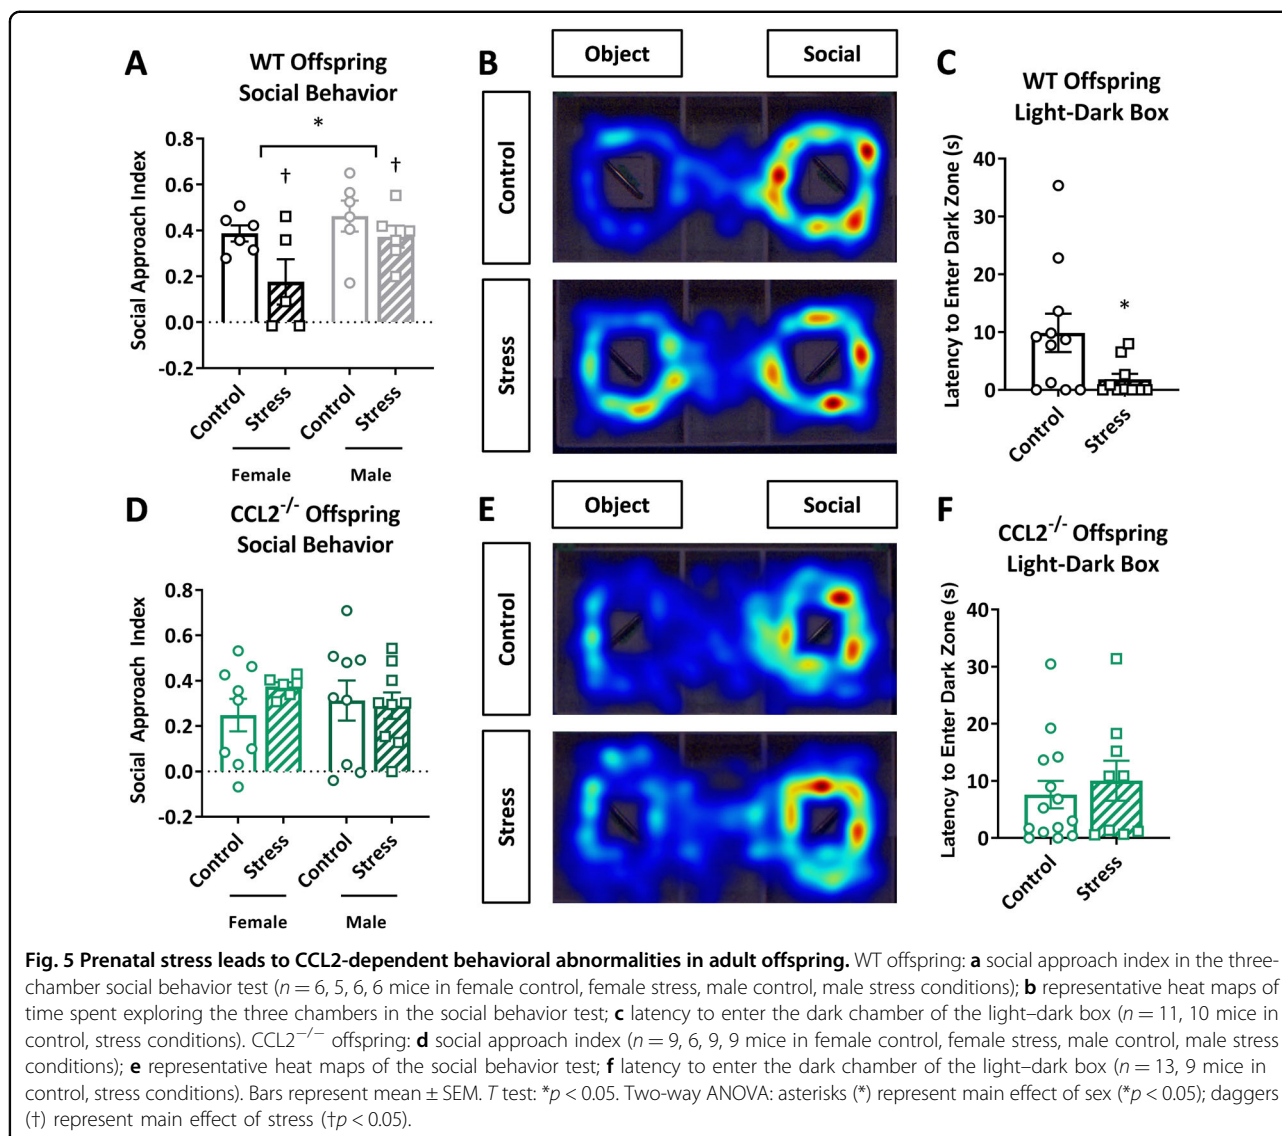 A
WT Offspring
Social Behavior
Social Approach Index
0.8
0.6
0.4
0.2
0.0
-0.2
*
†
†
Control
Stress
Control
Stress
Female
Male
B
Object
Social
Control
Stress
C
WT Offspring
Light-Dark Box
Latency to Enter Dark Zone (s)
40
30
20
10
0
*
Control
Stress
D
CCL2-/- Offspring
Social Behavior
Social Approach Index
0.8
0.6
0.4
0.2
0.0
-0.2
Control
Stress
Control
Stress
Female
Male
E
Object
Social
Control
Stress
F
CCL2-/- Offspring
Light-Dark Box
Latency to Enter Dark Zone (s)
40
30
20
10
0
Control
Stress
Fig. 5 Prenatal stress leads to CCL2-dependent behavioral abnormalities in adult offspring. WT offspring: a social approach index in the three-
chamber social behavior test (n = 6, 5, 6, 6 mice in female control, female stress, male control, male stress conditions); b representative heat maps of
time spent exploring the three chambers in the social behavior test; c latency to enter the dark chamber of the light–dark box (n = 11, 10 mice in
control, stress conditions). CCL2−/− offspring: d social approach index (n = 9, 6, 9, 9 mice in female control, female stress, male control, male stress
conditions); e representative heat maps of the social behavior test; f latency to enter the dark chamber of the light–dark box (n = 13, 9 mice in
control, stress conditions). Bars represent mean ± SEM. T test: *p < 0.05. Two-way ANOVA: asterisks (*) represent main effect of sex (*p < 0.05); daggers
(†) represent main effect of stress (†p < 0.05).